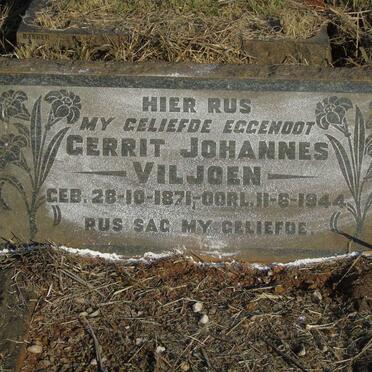 HIER RUS
MY GELIEFDE EGGENOOT
GERRIT JOHANNES
VILJOEN
GEB. 28-10-1871,-OORL. 11-6-1944
RUS SAG MY GELIEFDE.